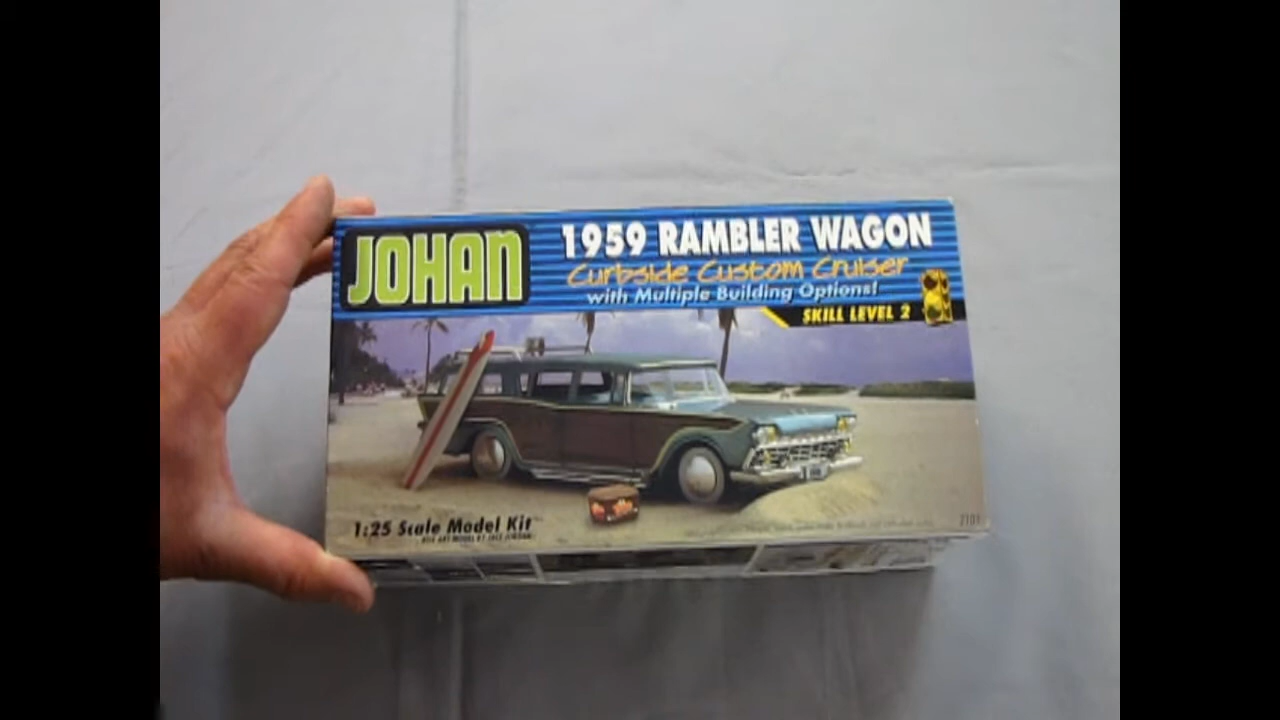 JOHAN
1959 RAMBLER WAGON
Curbside Custom Cruiser
with Multiple Building Options!
SKILL LEVEL 2
1:25 Scale Model Kit
2101